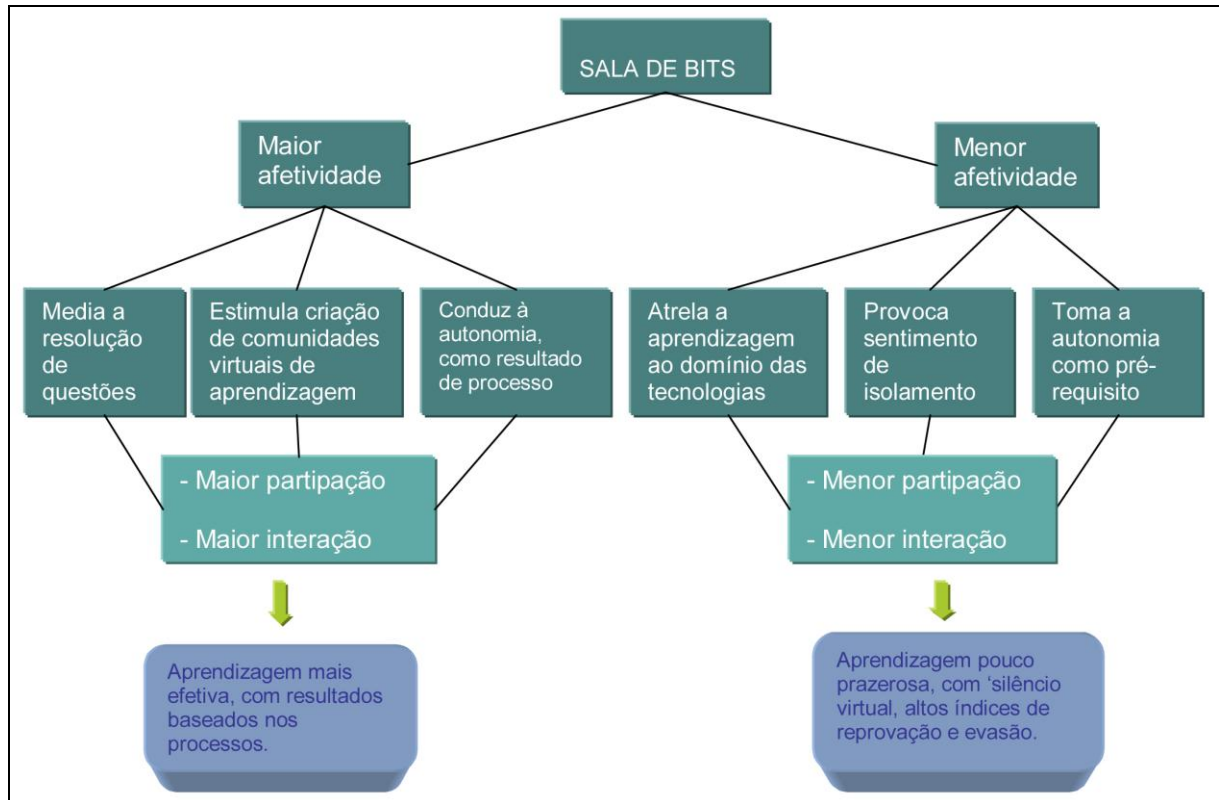 SALA DE BITS
Maior
afetividade
Menor
afetividade
Media a
resolução
de
questões
Estimula criação
de comunidades
virtuais de
aprendizagem
Conduz à
autonomia,
como resultado
de processo
Atrela a
aprendizagem
ao domínio das
tecnologias
Provoca
sentimento
de
isolamento
Toma a
autonomia
como pré-
requisito
- Maior partipação
- Maior interação
- Menor partipação
- Menor interação
Aprendizagem mais
efetiva, com resultados
baseados nos
processos.
Aprendizagem pouco
prazerosa, com ‘silêncio
virtual, altos índices de
reprovação e evasão.